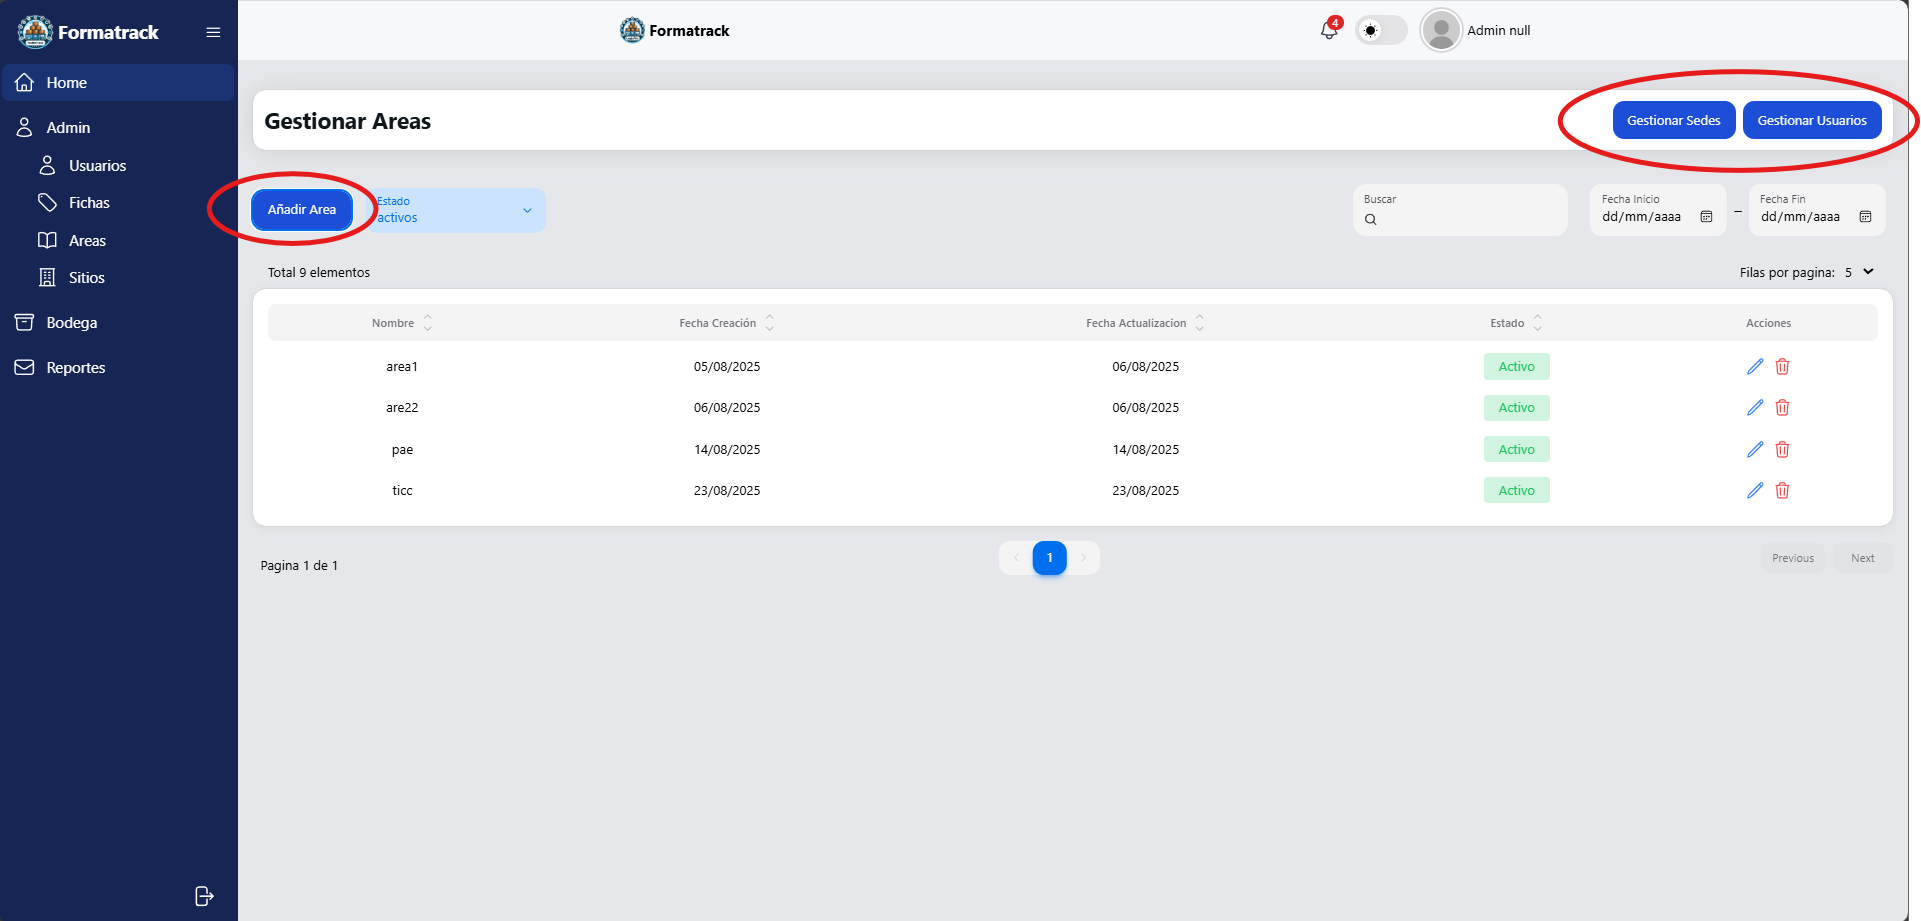 Formatrack
Home
Admin
Usuarios
Fichas
Areas
Sitios
Bodega
Reportes
Formatrack
4
Admin null
Gestionar Areas
Gestionar Sedes
Gestionar Usuarios
Añadir Area
Estado
activos
Buscar
Fecha Inicio
dd/mm/aaaa
–
Fecha Fin
dd/mm/aaaa
Total 9 elementos
Filas por pagina: 5
Nombre Fecha Creación Fecha Actualizacion Estado Acciones
area1 05/08/2025 06/08/2025 Activo
are22 06/08/2025 06/08/2025 Activo
pae 14/08/2025 14/08/2025 Activo
ticc 23/08/2025 23/08/2025 Activo
Pagina 1 de 1
1
Previous
Next